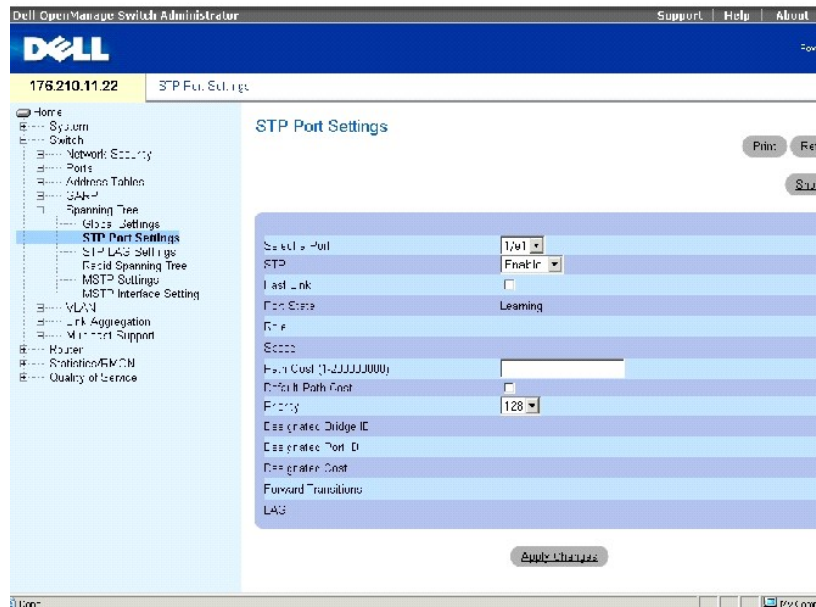 Dell OpenManage Switch Administrator
Support | Help | About
DELL
176.210.11.22
STP Port Settings
Home
System
Switch
Network Security
Ports
Address Tables
GARP
Spanning Tree
Global Settings
STP Port Settings
STP LAG Settings
Rapid Spanning Tree
MSTP Settings
MSTP Interface Setting
VLAN
Link Aggregation
Multicast Support
Router
Statistics/RMON
Quality of Service
STP Port Settings
Print
Select a Port
1/e1
STP
Enable
Fast Link
Port State
Learning
Role
Speed
Path Cost (1-200000000)
Default Path Cost
Priority
128
Designated Bridge ID
Designated Port ID
Designated Cost
Forward Transitions
LAG
Apply Changes
Done